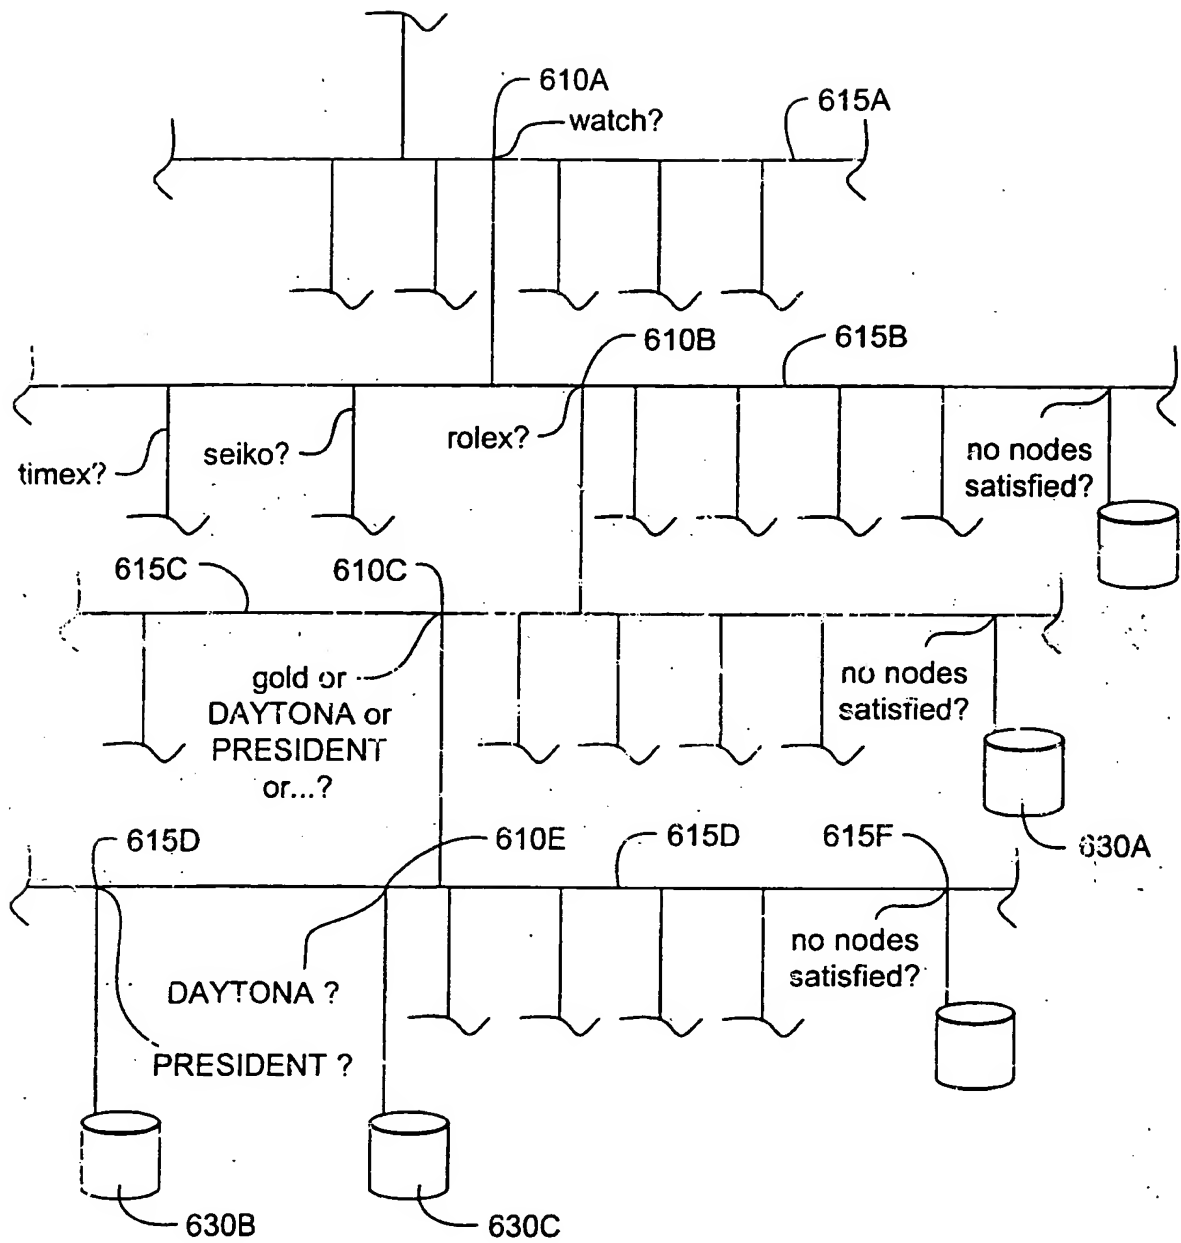 610A
watch?
615A
610B
615B
timex?
seiko?
rolex?
no nodes
satisfied?
615C
610C
gold or
DAYTONA or
PRESIDENT
or...?
no nodes
satisfied?
630A
615D
610E
615D
615F
DAYTONA ?
PRESIDENT ?
no nodes
satisfied?
630B
630C